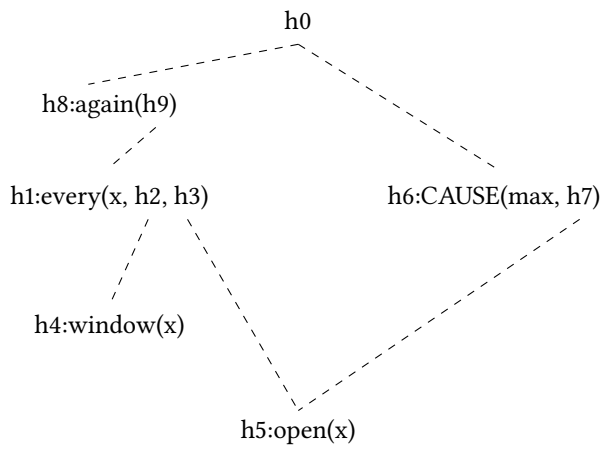 h0
h8:again(h9)
h1:every(x, h2, h3)
h6:CAUSE(max, h7)
h4:window(x)
h5:open(x)